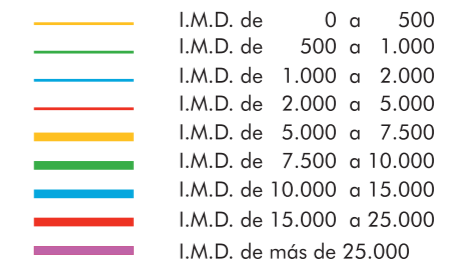 I.M.D. de 0 a 500
I.M.D. de 500 a 1.000
I.M.D. de 1.000 a 2.000
I.M.D. de 2.000 a 5.000
I.M.D. de 5.000 a 7.500
I.M.D. de 7.500 a 10.000
I.M.D. de 10.000 a 15.000
I.M.D. de 15.000 a 25.000
I.M.D. de más de 25.000